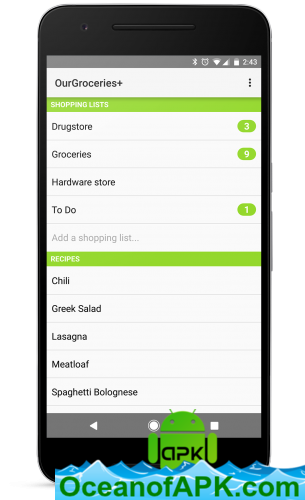 2:43
OurGroceries+
SHOPPING LISTS
Drugstore 3
Groceries 9
Hardware store
To Do 1
Add a shopping list...
RECIPES
Chili
Greek Salad
Lasagna
Meatloaf
Spaghetti Bolognese
apk
OceanofAPK.com